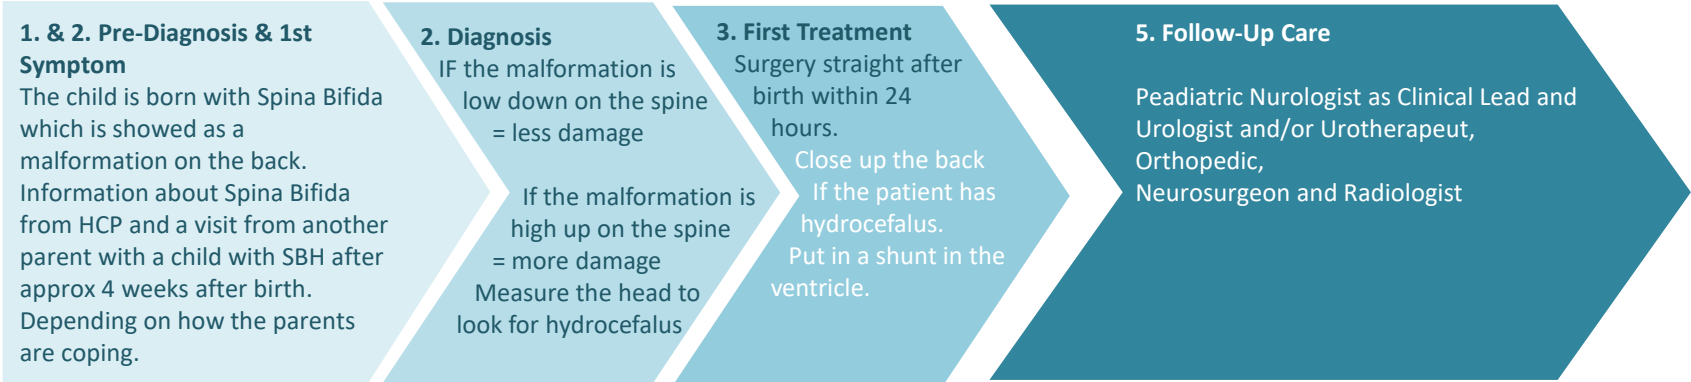 1. & 2. Pre-Diagnosis & 1st
Symptom
The child is born with Spina Bifida
which is showed as a
malformation on the back.
Information about Spina Bifida
from HCP and a visit from another
parent with a child with SBH after
approx 4 weeks after birth.
Depending on how the parents
are coping.
2. Diagnosis
IF the malformation is
low down on the spine
= less damage
If the malformation is
high up on the spine
= more damage
Measure the head to
look for hydrocefalus
3. First Treatment
Surgery straight after
birth within 24
hours.
Close up the back
If the patient has
hydrocefalus.
Put in a shunt in the
ventricle.
5. Follow-Up Care
Peadiatric Nurologist as Clinical Lead and
Urologist and/or Urotherapeut,
Orthopedic,
Neurosurgeon and Radiologist